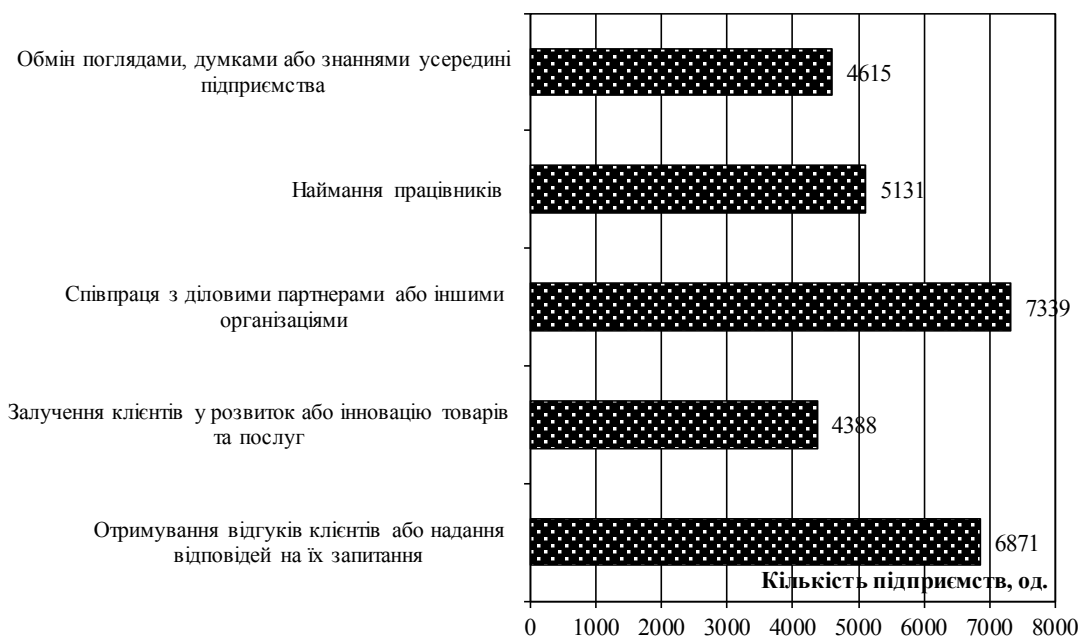 Обмін поглядами, думками або знаннями усередині
підприємства
4615
Наймання працівників
5131
Співпраця з діловими партнерами або іншими
організаціями
7339
Залучення клієнтів у розвиток або інновацію товарів
та послуг
4388
Отримування відгуків клієнтів або надання
відповідей на їх запитання
6871
Кількість підприємств, од.
0 1000 2000 3000 4000 5000 6000 7000 8000